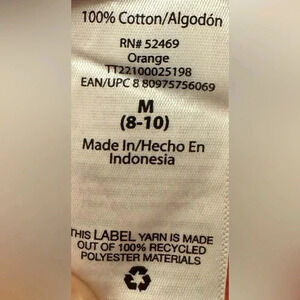 100% Cotton/Algodón
RN# 52469
Orange
TT22100025198
EAN/UPC 8 80975756069
M
(8-10)
Made In/Hecho En
Indonesia
THIS LABEL YARN IS MADE
OUT OF 100% RECYCLED
POLYESTER MATERIALS